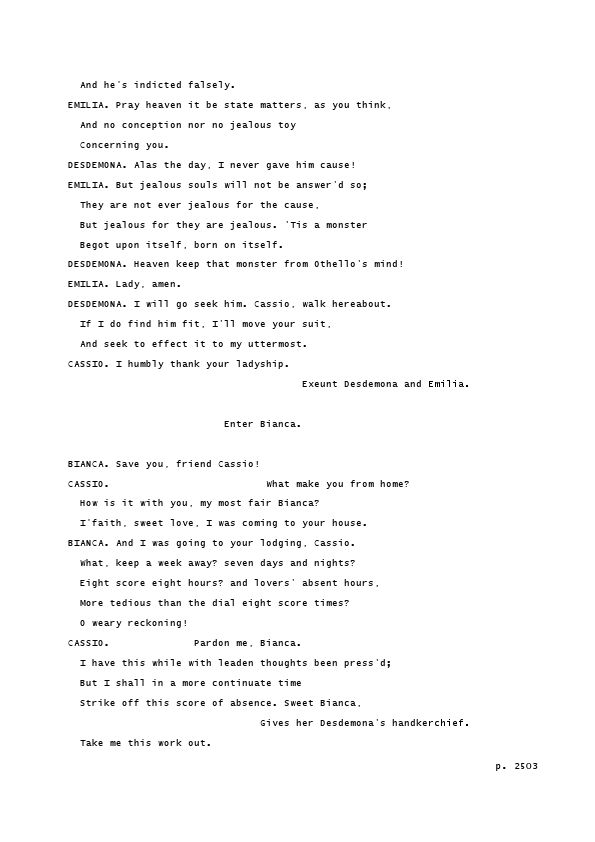 And he's indicted falsely.
EMILIA. Pray heaven it be state matters, as you think,
And no conception nor no jealous toy
Concerning you.
DESDEMONA. Alas the day, I never gave him cause!
EMILIA. But jealous souls will not be answer'd so;
They are not ever jealous for the cause,
But jealous for they are jealous. 'Tis a monster
Begot upon itself, born on itself.
DESDEMONA. Heaven keep that monster from Othello's mind!
EMILIA. Lady, amen.
DESDEMONA. I will go seek him. Cassio, walk hereabout.
If I do find him fit, I'll move your suit,
And seek to effect it to my uttermost.
CASSIO. I humbly thank your ladyship.
Exeunt Desdemona and Emilia.
Enter Bianca.
BIANCA. Save you, friend Cassio!
CASSIO. What make you from home?
How is it with you, my most fair Bianca?
I'faith, sweet love, I was coming to your house.
BIANCA. And I was going to your lodging, Cassio.
What, keep a week away? seven days and nights?
Eight score eight hours? and lovers' absent hours,
More tedious than the dial eight score times?
O weary reckoning!
CASSIO. Pardon me, Bianca.
I have this while with leaden thoughts been press'd;
But I shall in a more continuate time
Strike off this score of absence. Sweet Bianca,
Gives her Desdemona's handkerchief.
Take me this work out.
p. 2503